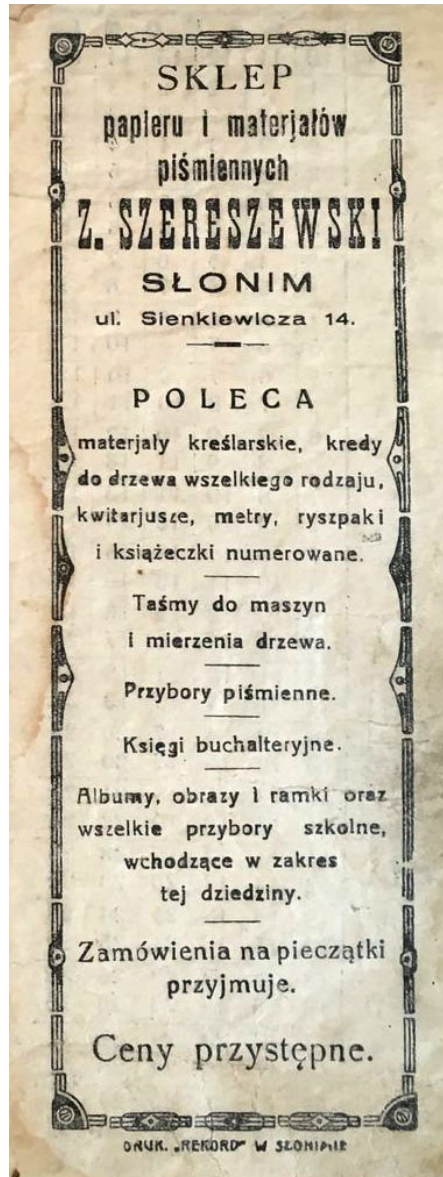 SKLEP
papieru i materjałów
piśmiennych
Z. SZERESZEWSKI
SŁONIM
ul. Sienkiewicza 14.
POLECA
materjały kreślarskie, kredy
do drzewa wszelkiego rodzaju,
kwitarjusze, metry, ryszpaki
i książeczki numerowane.
Taśmy do maszyn
i mierzenia drzewa.
Przybory piśmienne.
Księgi buchalteryjne.
Albumy, obrazy i ramki oraz
wszelkie przybory szkolne,
wchodzące w zakres
tej dziedziny.
Zamówienia na pieczątki
przyjmuje.
Ceny przystępne.
DRUK. „REKORD" W SŁONIMIE